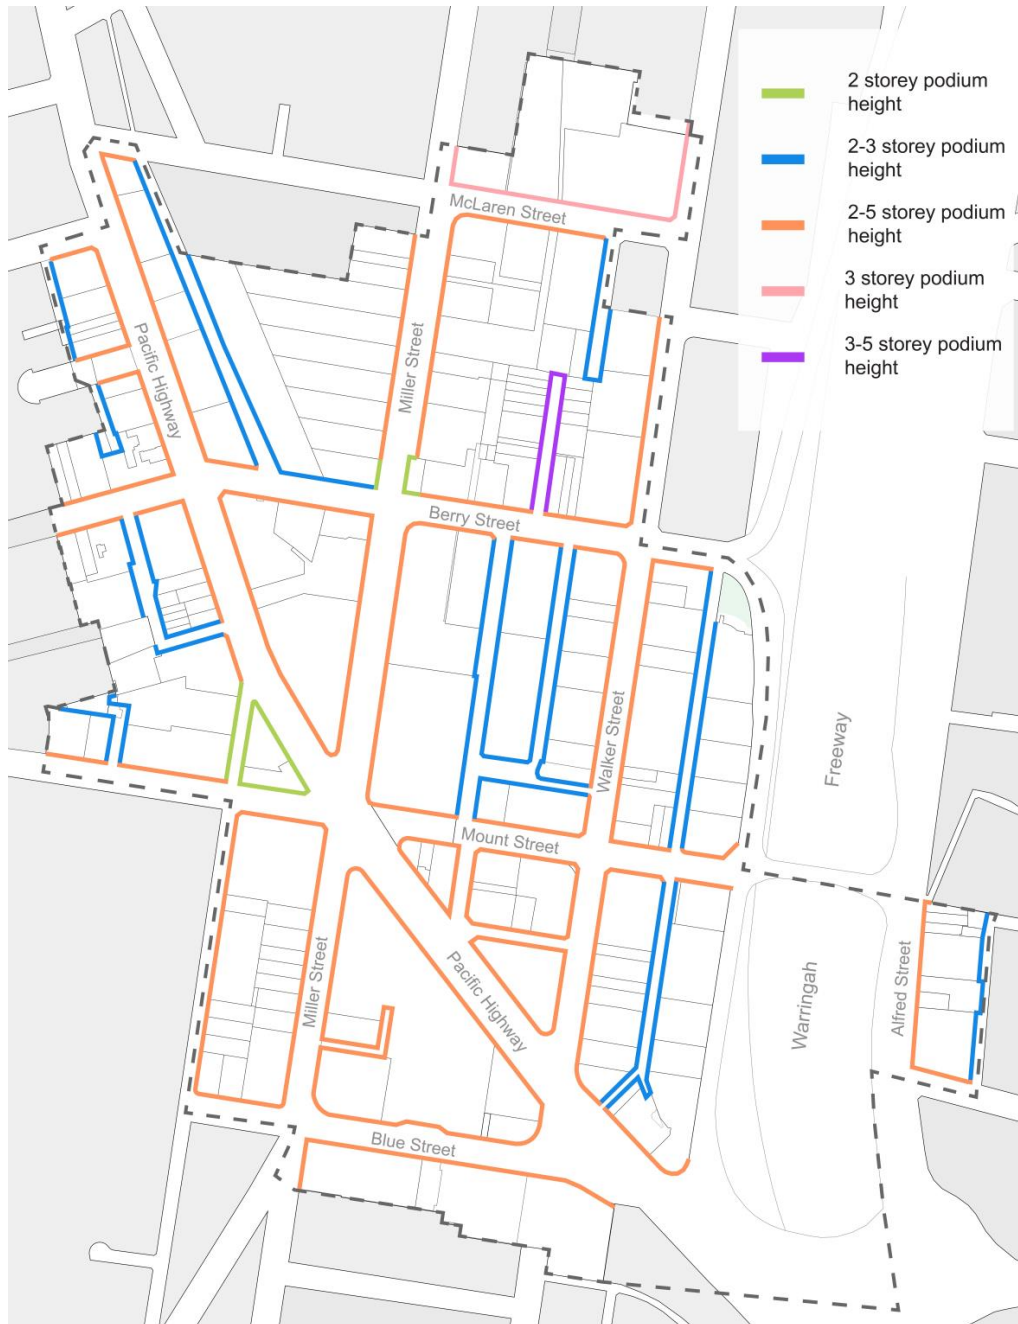 2 storey podium
height
2-3 storey podium
height
2-5 storey podium
height
3 storey podium
height
3-5 storey podium
height
McLaren Street
Pacific Highway
Miller Street
Berry Street
Walker Street
Freeway
Mount Street
Miller Street
Pacific Highway
Warringah
Alfred Street
Blue Street